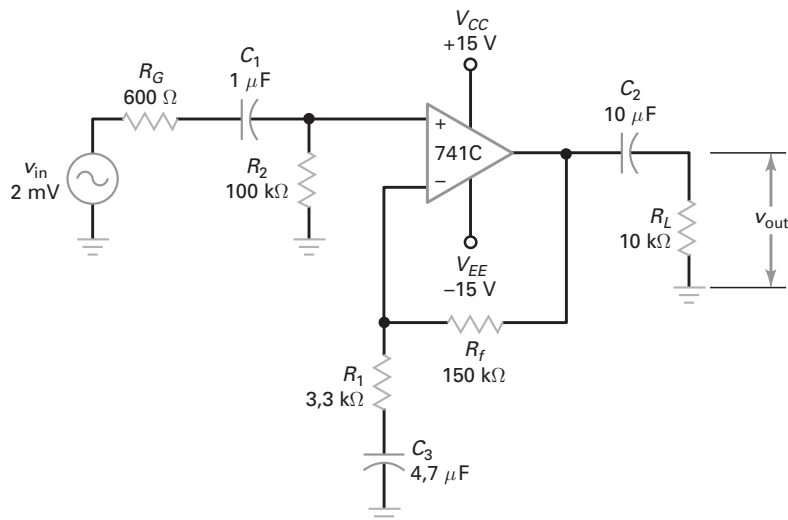 V_CC
+15 V
C_1
1 μF
R_G
600 Ω
C_2
10 μF
+
741C
−
R_2
100 kΩ
v_in
2 mV
R_L
10 kΩ
v_out
V_EE
−15 V
R_f
150 kΩ
R_1
3,3 kΩ
C_3
4,7 μF